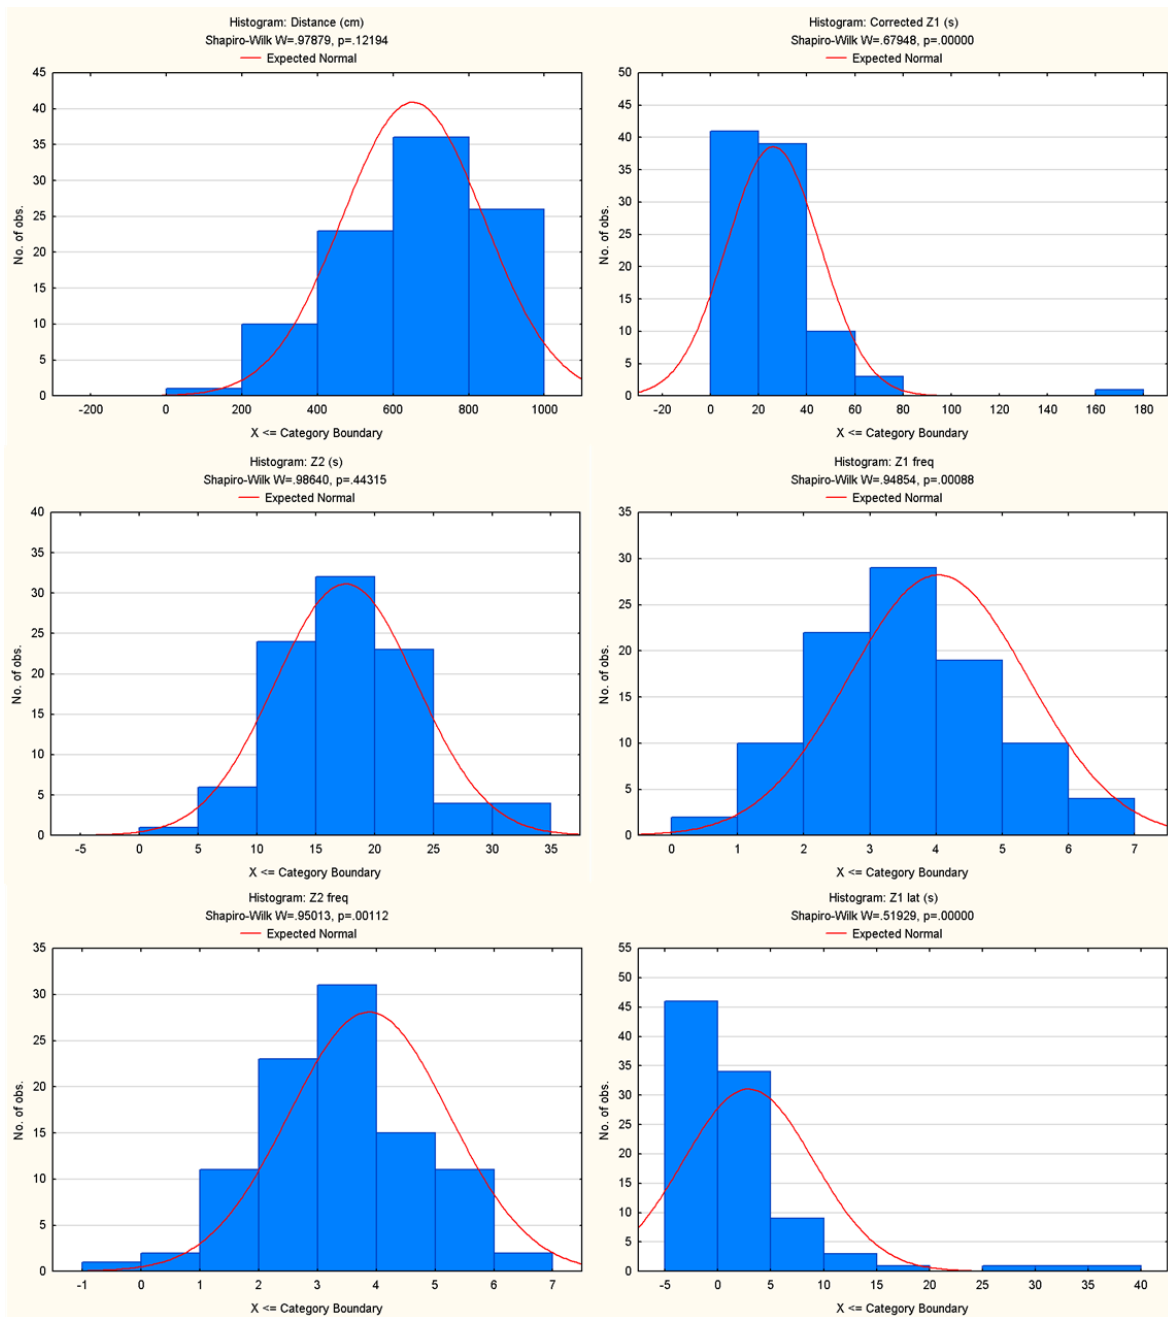 Histogram: Distance (cm)
Shapiro-Wilk W=.97879, p=.12194
Expected Normal
45
40
35
30
25
20
15
10
5
0
No. of obs.
-200 0 200 400 600 800 1000
X <= Category Boundary
Histogram: Corrected Z1 (s)
Shapiro-Wilk W=.67948, p=.00000
Expected Normal
50
45
40
35
30
25
20
15
10
5
0
No. of obs.
-20 0 20 40 60 80 100 120 140 160 180
X <= Category Boundary
Histogram: Z2 (s)
Shapiro-Wilk W=.98640, p=.44315
Expected Normal
40
35
30
25
20
15
10
5
0
No. of obs.
-5 0 5 10 15 20 25 30 35
X <= Category Boundary
Histogram: Z1 freq
Shapiro-Wilk W=.94854, p=.00088
Expected Normal
35
30
25
20
15
10
5
0
No. of obs.
0 1 2 3 4 5 6 7
X <= Category Boundary
Histogram: Z2 freq
Shapiro-Wilk W=.95013, p=.00112
Expected Normal
35
30
25
20
15
10
5
0
No. of obs.
-1 0 1 2 3 4 5 6 7
X <= Category Boundary
Histogram: Z1 lat (s)
Shapiro-Wilk W=.51929, p=.00000
Expected Normal
55
50
45
40
35
30
25
20
15
10
5
0
No. of obs.
-5 0 5 10 15 20 25 30 35 40
X <= Category Boundary